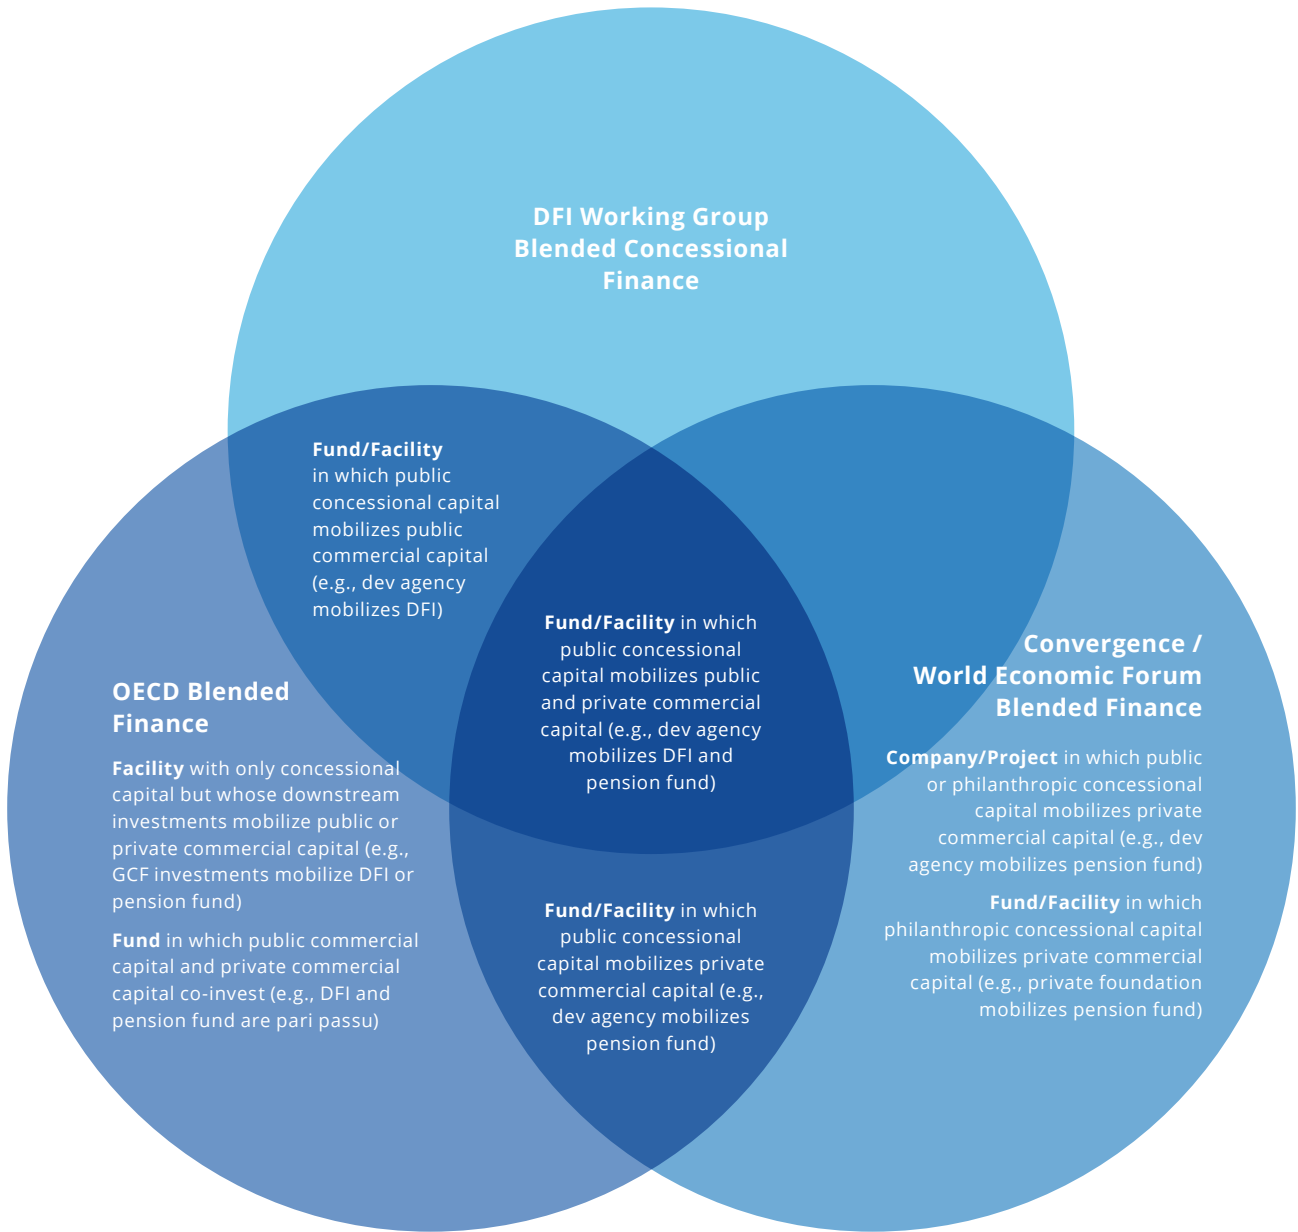 DFI Working Group
Blended Concessional
Finance
Fund/Facility
in which public
concessional capital
mobilizes public
commercial capital
(e.g., dev agency
mobilizes DFI)
Fund/Facility in which
public concessional
capital mobilizes public
and private commercial
capital (e.g., dev agency
mobilizes DFI and
pension fund)
OECD Blended
Finance
Facility with only concessional
capital but whose downstream
investments mobilize public or
private commercial capital (e.g.,
GCF investments mobilize DFI or
pension fund)
Fund in which public commercial
capital and private commercial
capital co-invest (e.g., DFI and
pension fund are pari passu)
Fund/Facility in which
public concessional
capital mobilizes private
commercial capital (e.g.,
dev agency mobilizes
pension fund)
Convergence /
World Economic Forum
Blended Finance
Company/Project in which public
or philanthropic concessional
capital mobilizes private
commercial capital (e.g., dev
agency mobilizes pension fund)
Fund/Facility in which
philanthropic concessional capital
mobilizes private commercial
capital (e.g., private foundation
mobilizes pension fund)